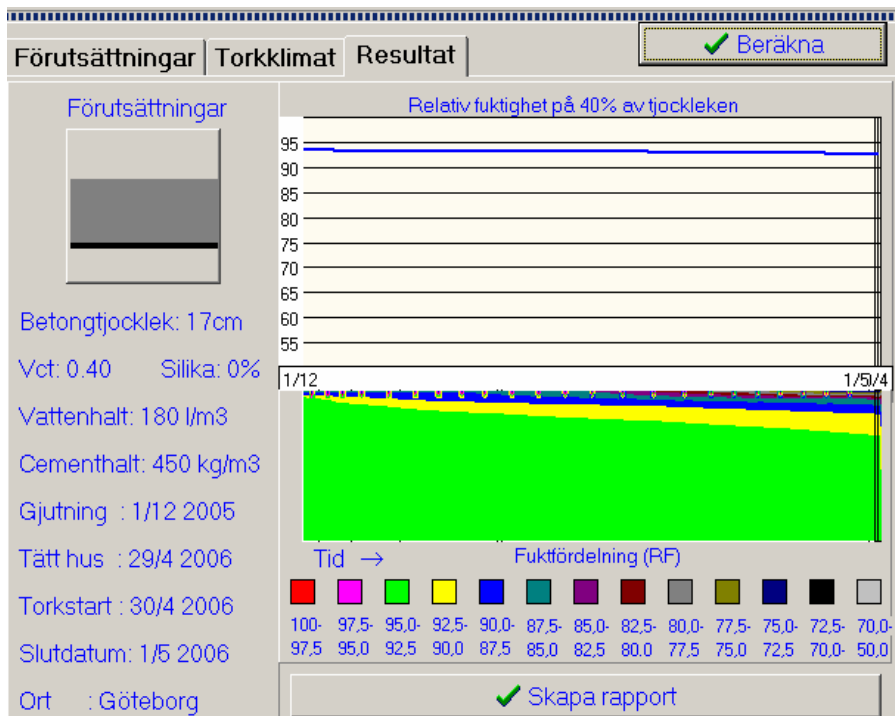 Förutsättningar Torkklimat Resultat Beräkna
Förutsättningar
Betongtjocklek: 17cm
Vct: 0.40 Silika: 0%
Vattenhalt: 180 l/m3
Cementhalt: 450 kg/m3
Gjutning : 1/12 2005
Tätt hus : 29/4 2006
Torkstart : 30/4 2006
Slutdatum: 1/5 2006
Ort : Göteborg
Relativ fuktighet på 40% av tjockleken
95
90
85
80
75
70
65
60
55
1/12
Tid → Fuktfördelning (RF)
100- 97,5- 95,0- 92,5- 90,0- 87,5- 85,0- 82,5- 80,0- 77,5- 75,0- 72,5- 70,0-
97,5 95,0 92,5 90,0 87,5 85,0 82,5 80.0 77,5 75,0 72,5 70,0- 50,0
Skapa rapport